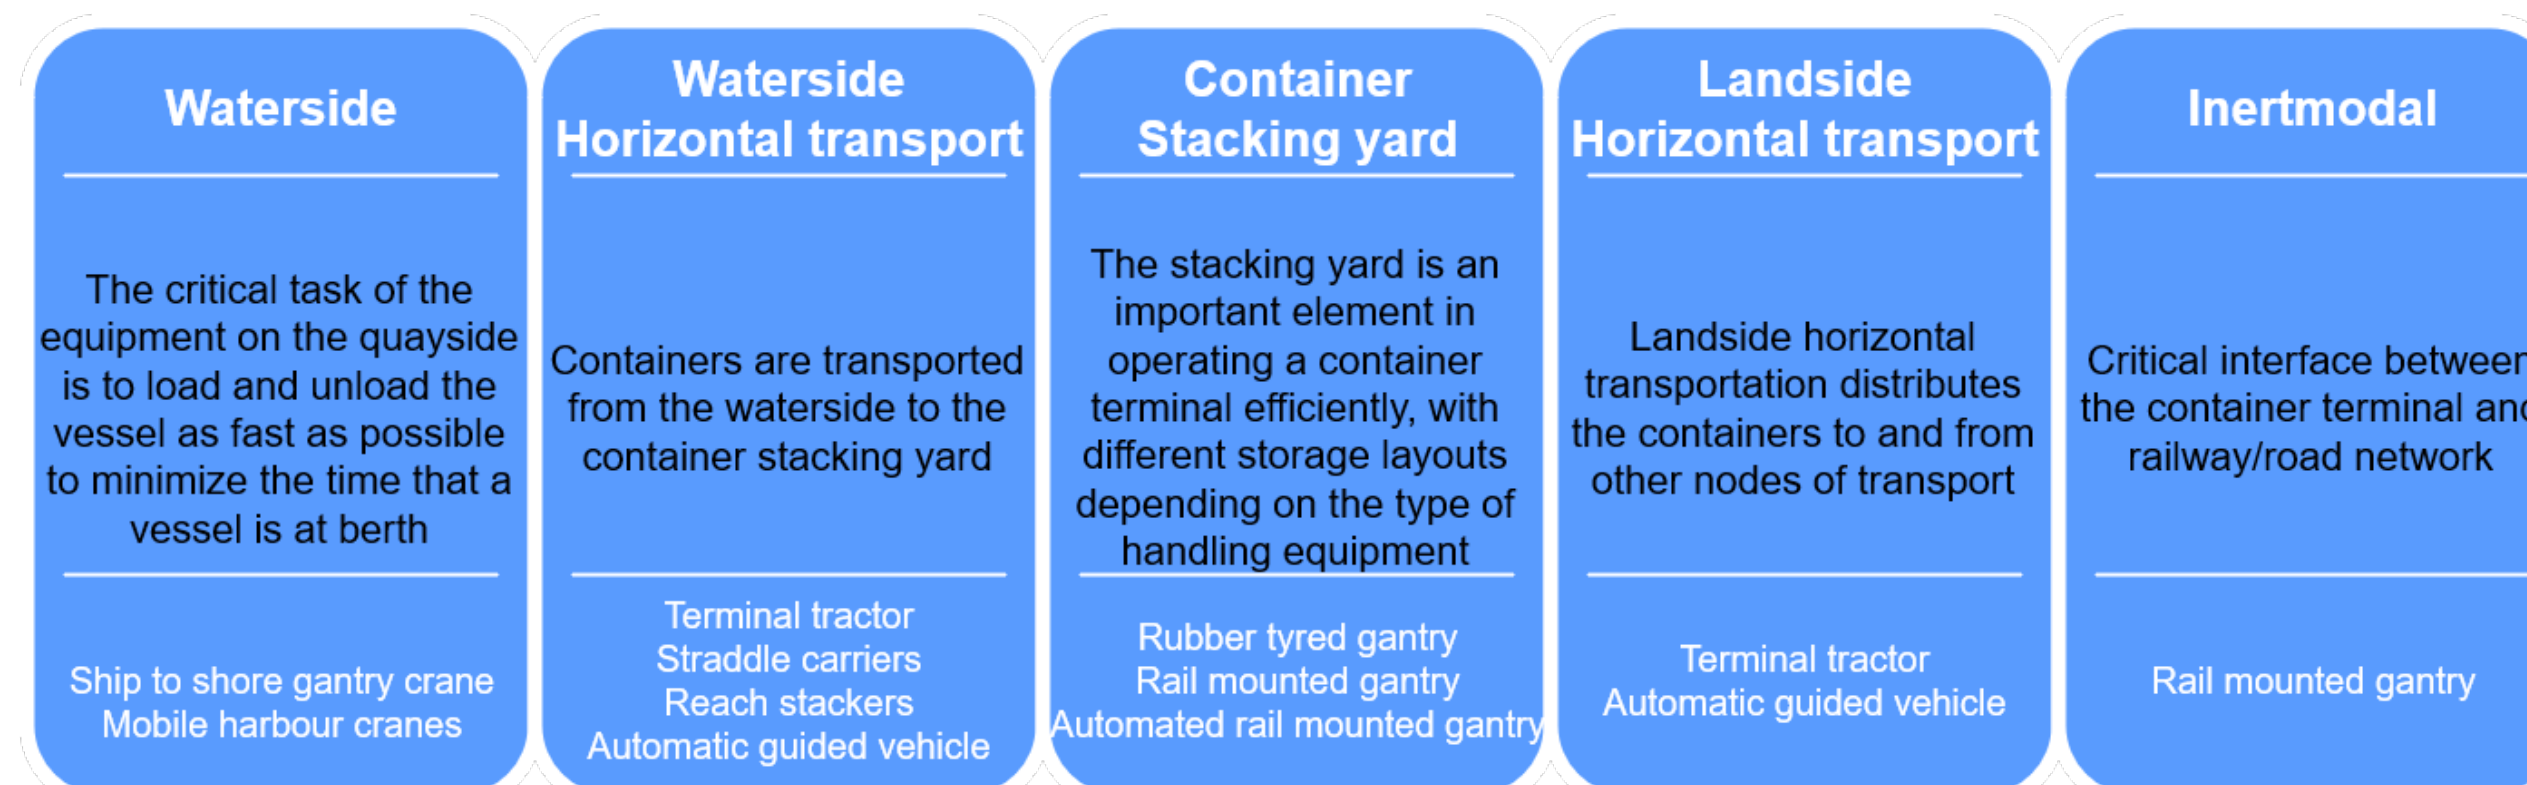 Waterside
The critical task of the
equipment on the quayside
is to load and unload the
vessel as fast as possible
to minimize the time that a
vessel is at berth
Ship to shore gantry crane
Mobile harbour cranes
Waterside
Horizontal transport
Containers are transported
from the waterside to the
container stacking yard
Terminal tractor
Straddle carriers
Reach stackers
Automatic guided vehicle
Container
Stacking yard
The stacking yard is an
important element in
operating a container
terminal efficiently, with
different storage layouts
depending on the type of
handling equipment
Rubber tyred gantry
Rail mounted gantry
Automated rail mounted gantry
Landside
Horizontal transport
Landside horizontal
transportation distributes
the containers to and from
other nodes of transport
Terminal tractor
Automatic guided vehicle
Inertmodal
Critical interface between
the container terminal and
railway/road network
Rail mounted gantry